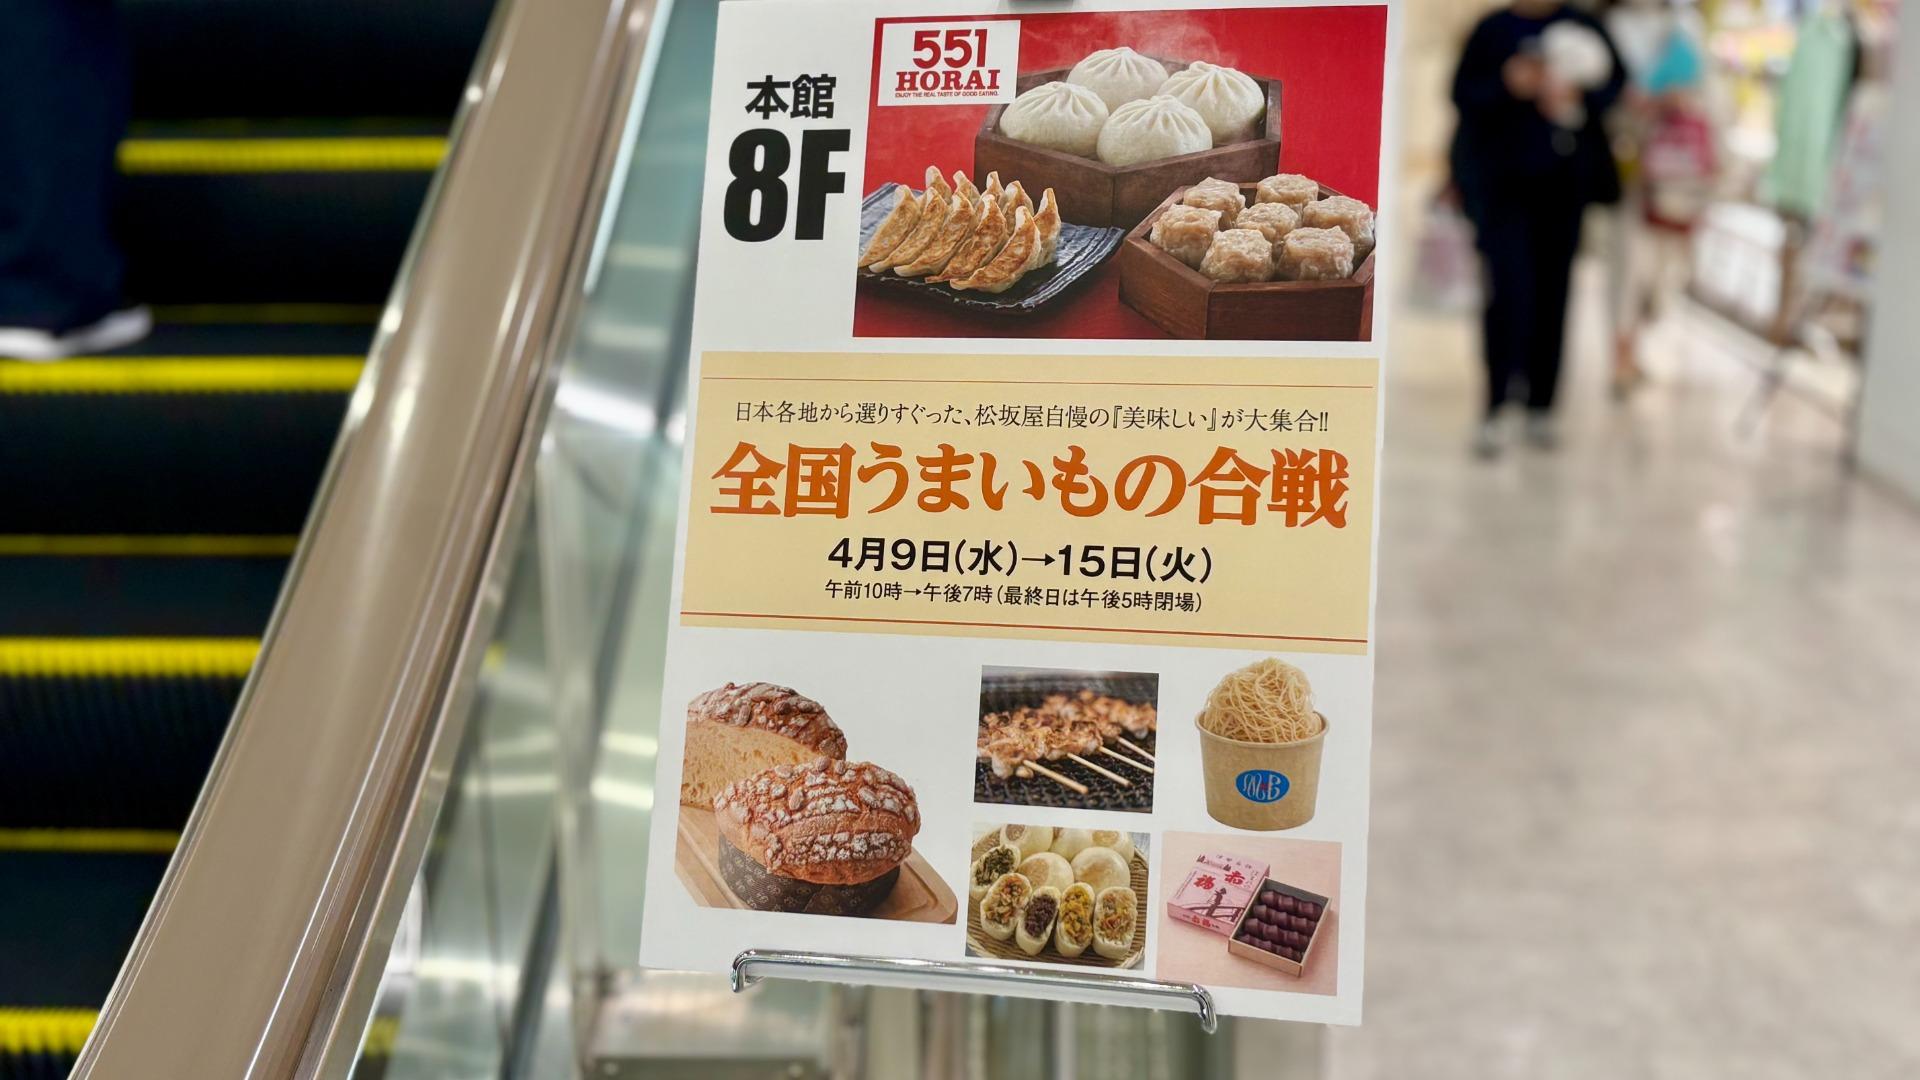 551
HORAI
ENJOY THE REAL TASTE OF GOOD EATING.
本館
8F
日本各地から選りすぐった、松坂屋自慢の『美味しい』が大集合!!
全国うまいもの合戦
4月9日(水)→15日(火)
午前10時→午後7時(最終日は午後5時閉場)
赤
福